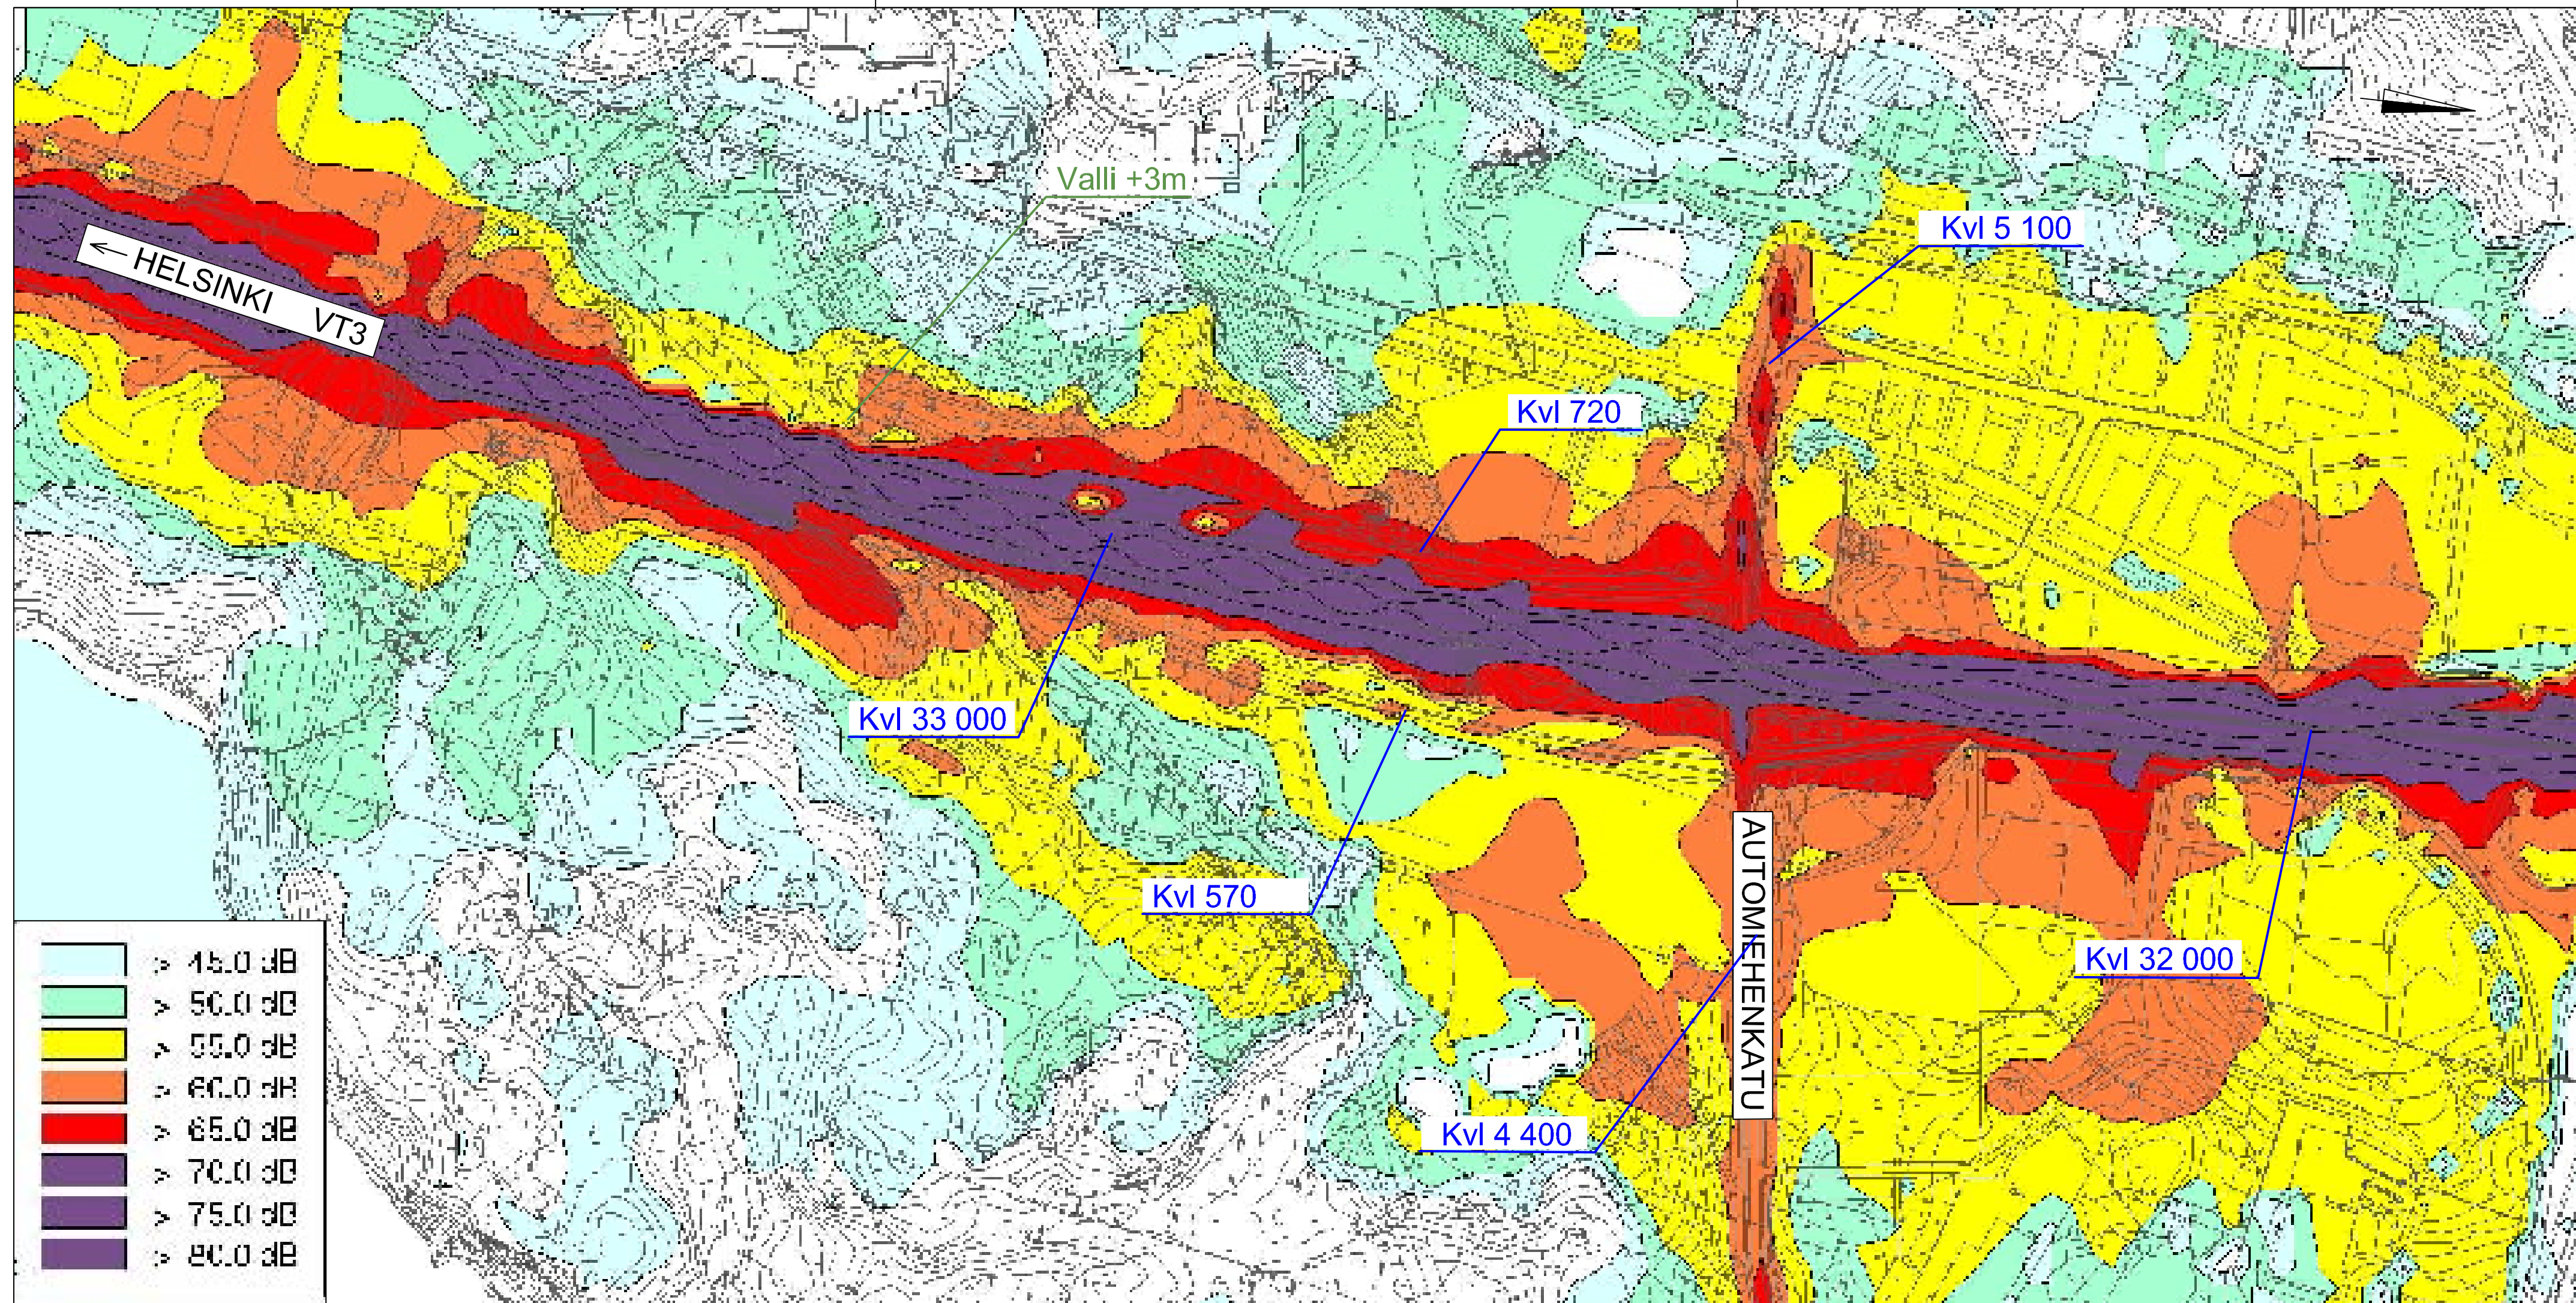 Valli +3m
Kvl 5 100
← HELSINKI VT3
Kvl 720
Kvl 33 000
Kvl 570
AUTOMIEHENKATU
Kvl 32 000
Kvl 4 400
> 45.0 dB
> 50.0 dB
> 55.0 dB
> 60.0 dB
> 65.0 dB
> 70.0 dB
> 75.0 dB
> 80.0 dB